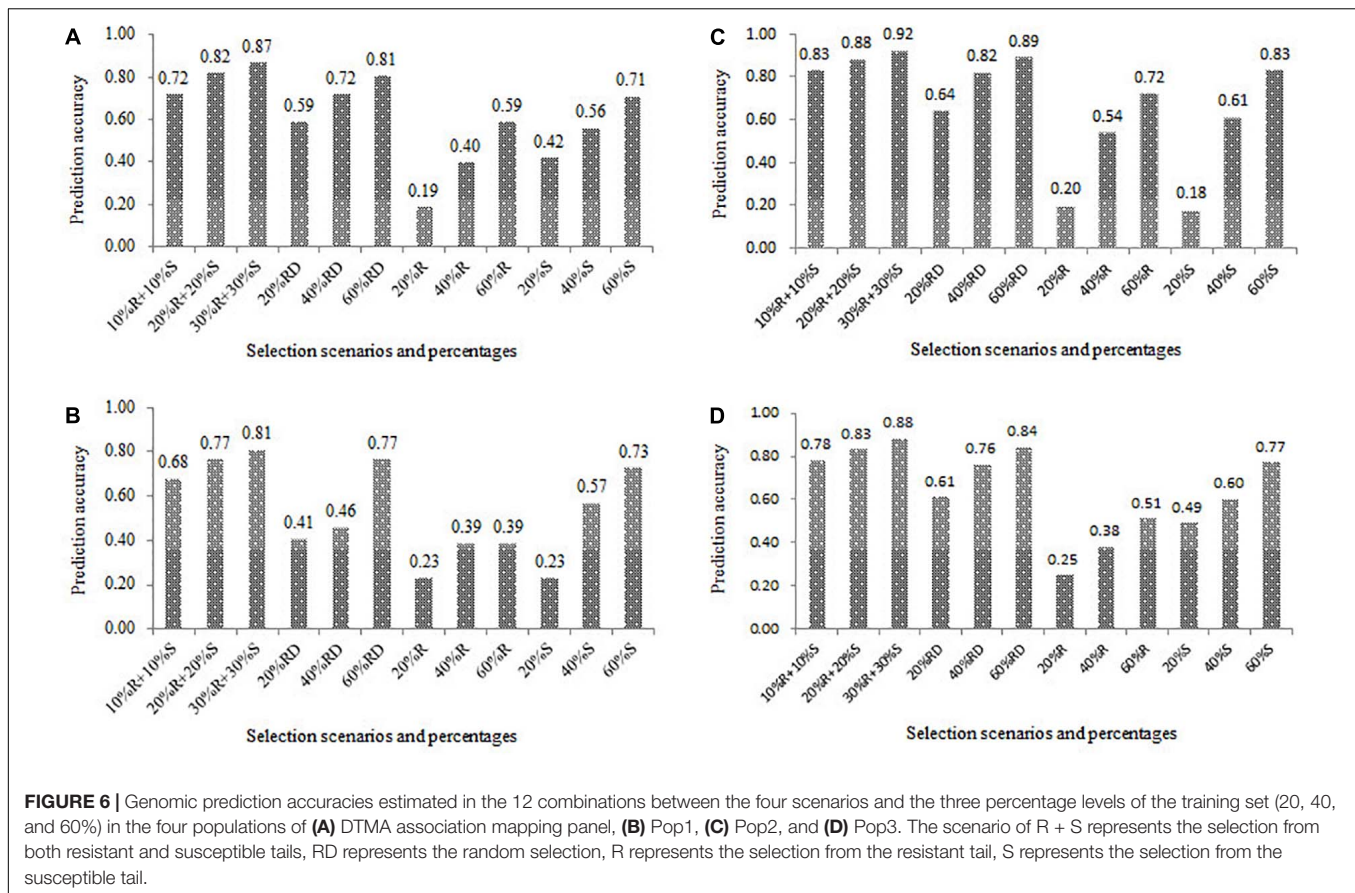 A
Prediction accuracy
1.00
0.80
0.60
0.40
0.20
0.00
0.72
0.82
0.87
0.59
0.72
0.81
0.19
0.40
0.59
0.42
0.56
0.71
10%R+10%S
20%R+20%S
30%R+30%S
20%RD
40%RD
60%RD
20%R
40%R
60%R
20%S
40%S
60%S
Selection scenarios and percentages
C
Prediction accuracy
1.00
0.80
0.60
0.40
0.20
0.00
0.83
0.88
0.92
0.64
0.82
0.89
0.20
0.54
0.72
0.18
0.61
0.83
10%R+10%S
20%R+20%S
30%R+30%S
20%RD
40%RD
60%RD
20%R
40%R
60%R
20%S
40%S
60%S
Selection scenarios and percentages
B
Prediction accuracy
1.00
0.80
0.60
0.40
0.20
0.00
0.68
0.77
0.81
0.41
0.46
0.77
0.23
0.39
0.39
0.23
0.57
0.73
10%R+10%S
20%R+20%S
30%R+30%S
20%RD
40%RD
60%RD
20%R
40%R
60%R
20%S
40%S
60%S
Selection scenarios and percentages
D
Prediction accuracy
1.00
0.80
0.60
0.40
0.20
0.00
0.78
0.83
0.88
0.61
0.76
0.84
0.25
0.38
0.51
0.49
0.60
0.77
10%R+10%S
20%R+20%S
30%R+30%S
20%RD
40%RD
60%RD
20%R
40%R
60%R
20%S
40%S
60%S
Selection scenarios and percentages
FIGURE 6 | Genomic prediction accuracies estimated in the 12 combinations between the four scenarios and the three percentage levels of the training set (20, 40,
and 60%) in the four populations of (A) DTMA association mapping panel, (B) Pop1, (C) Pop2, and (D) Pop3. The scenario of R + S represents the selection from
both resistant and susceptible tails, RD represents the random selection, R represents the selection from the resistant tail, S represents the selection from the
susceptible tail.